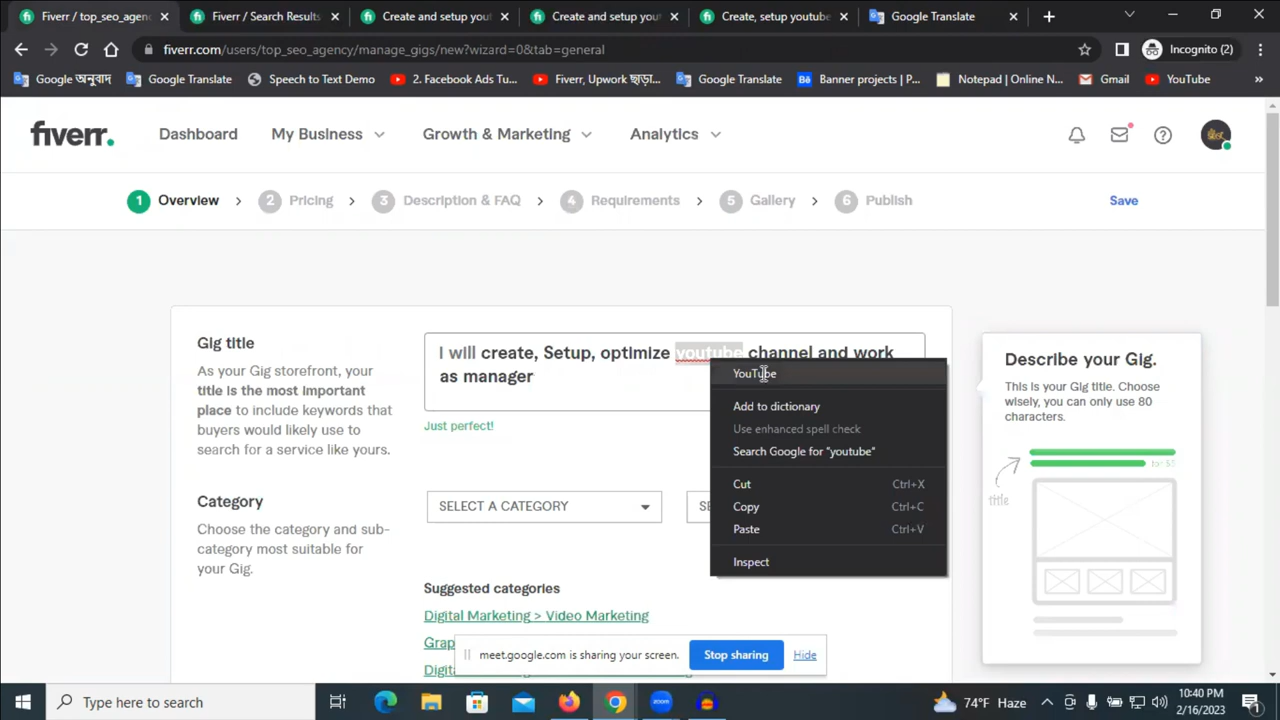 Fiverr / top_seo_agenc
Fiverr / Search Results
Create and setup yout
Create and setup yout
Create, setup youtube
Google Translate
fiverr.com/users/top_seo_agency/manage_gigs/new?wizard=0&tab=general
Incognito (2)
Google অনুবাদ
Google Translate
Speech to Text Demo
2. Facebook Ads Tu...
Fiverr, Upwork ছাড়া...
Google Translate
Banner projects | P...
Notepad | Online N...
Gmail
YouTube
»
fiverr.
Dashboard
My Business
Growth & Marketing
Analytics
1 Overview
2 Pricing
3 Description & FAQ
4 Requirements
5 Gallery
6 Publish
Save
Gig title
As your Gig storefront, your
title is the most important
place to include keywords that
buyers would likely use to
search for a service like yours.
I will create, Setup, optimize youtube channel and work
as manager
Just perfect!
YouTube
Add to dictionary
Use enhanced spell check
Search Google for "youtube"
Cut Ctrl+X
Copy Ctrl+C
Paste Ctrl+V
Inspect
Describe your Gig.
This is your Gig title. Choose
wisely, you can only use 80
characters.
title
Category
Choose the category and sub-
category most suitable for
your Gig.
SELECT A CATEGORY
SE
Suggested categories
Digital Marketing > Video Marketing
Grap
Digit
meet.google.com is sharing your screen.
Stop sharing
Hide
Type here to search
zoom
74°F Haze
10:40 PM
2/16/2023
1